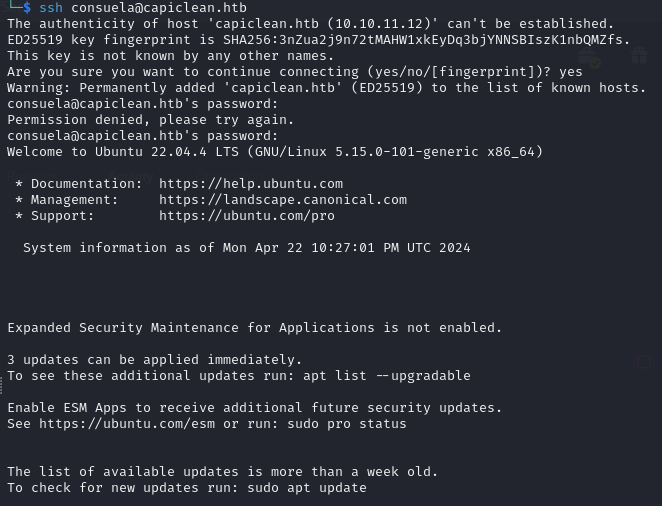 └─$ ssh consuela@capiclean.htb
The authenticity of host 'capiclean.htb (10.10.11.12)' can't be established.
ED25519 key fingerprint is SHA256:3nZua2j9n72tMAHW1xkEyDq3bjYNNSBIszK1nbQMZfs.
This key is not known by any other names.
Are you sure you want to continue connecting (yes/no/[fingerprint])? yes
Warning: Permanently added 'capiclean.htb' (ED25519) to the list of known hosts.
consuela@capiclean.htb's password:
Permission denied, please try again.
consuela@capiclean.htb's password:
Welcome to Ubuntu 22.04.4 LTS (GNU/Linux 5.15.0-101-generic x86_64)
* Documentation:  https://help.ubuntu.com
* Management:     https://landscape.canonical.com
* Support:        https://ubuntu.com/pro
System information as of Mon Apr 22 10:27:01 PM UTC 2024
Expanded Security Maintenance for Applications is not enabled.
3 updates can be applied immediately.
To see these additional updates run: apt list --upgradable
Enable ESM Apps to receive additional future security updates.
See https://ubuntu.com/esm or run: sudo pro status
The list of available updates is more than a week old.
To check for new updates run: sudo apt update